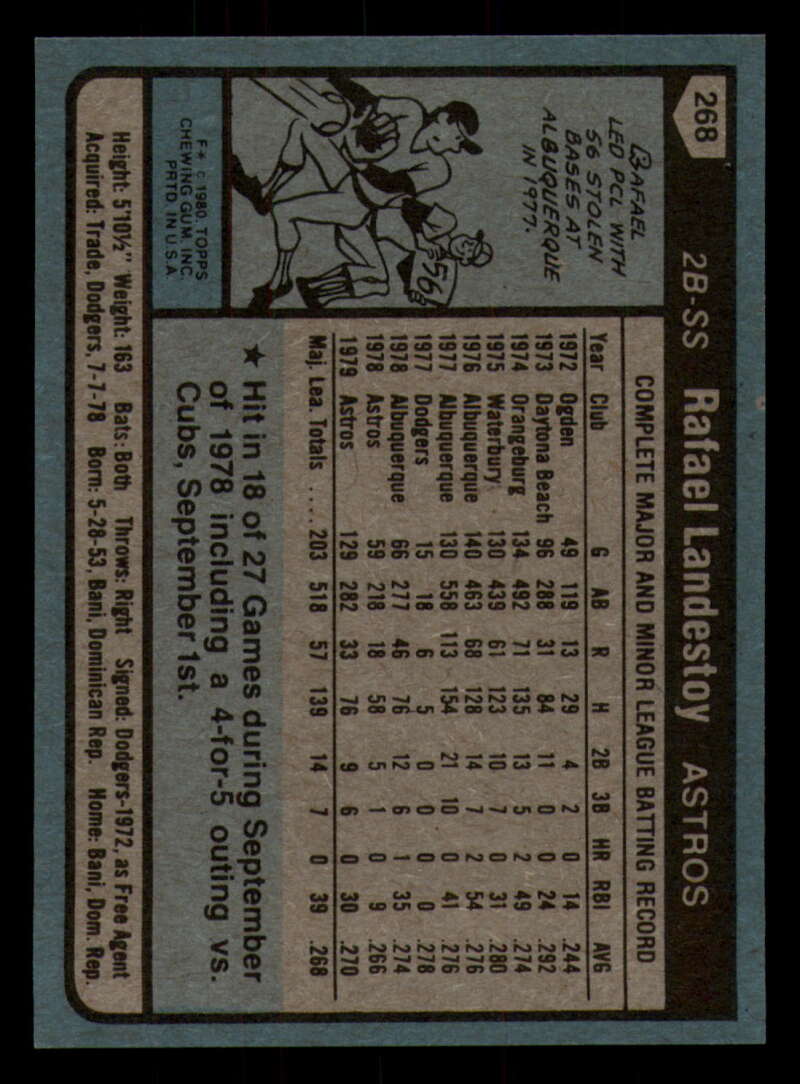 268
2B-SS Rafael Landestoy ASTROS
RAFAEL
LED PCL WITH
56 STOLEN
BASES AT
ALBUQUERQUE
IN 1977.
56
F* © 1980 TOPPS
CHEWING GUM, INC.
PRTD. IN U.S.A.
COMPLETE MAJOR AND MINOR LEAGUE BATTING RECORD
Year Club G AB R H 2B 3B HR RBI AVG
1972 Ogden 49 119 13 29 4 2 0 14 .244
1973 Daytona Beach 96 288 31 84 11 0 0 24 .292
1974 Orangeburg 134 492 71 135 13 5 2 49 .274
1975 Waterbury 130 439 61 123 10 7 0 31 .280
1976 Albuquerque 140 463 68 128 14 7 2 54 .276
1977 Albuquerque 130 558 113 154 21 10 0 41 .276
1977 Dodgers 15 18 6 5 0 0 0 0 .278
1978 Albuquerque 66 277 46 76 12 6 1 35 .274
1978 Astros 59 218 18 58 5 1 0 9 .266
1979 Astros 129 282 33 76 9 6 0 30 .270
Maj. Lea. Totals .... 203 518 57 139 14 7 0 39 .268
★ Hit in 18 of 27 Games during September
of 1978 including a 4-for-5 outing vs.
Cubs, September 1st.
Height: 5'10½" Weight: 163 Bats: Both Throws: Right Signed: Dodgers-1972, as Free Agent
Acquired: Trade, Dodgers, 7-7-78 Born: 5-28-53, Bani, Dominican Rep. Home: Bani, Dom. Rep.